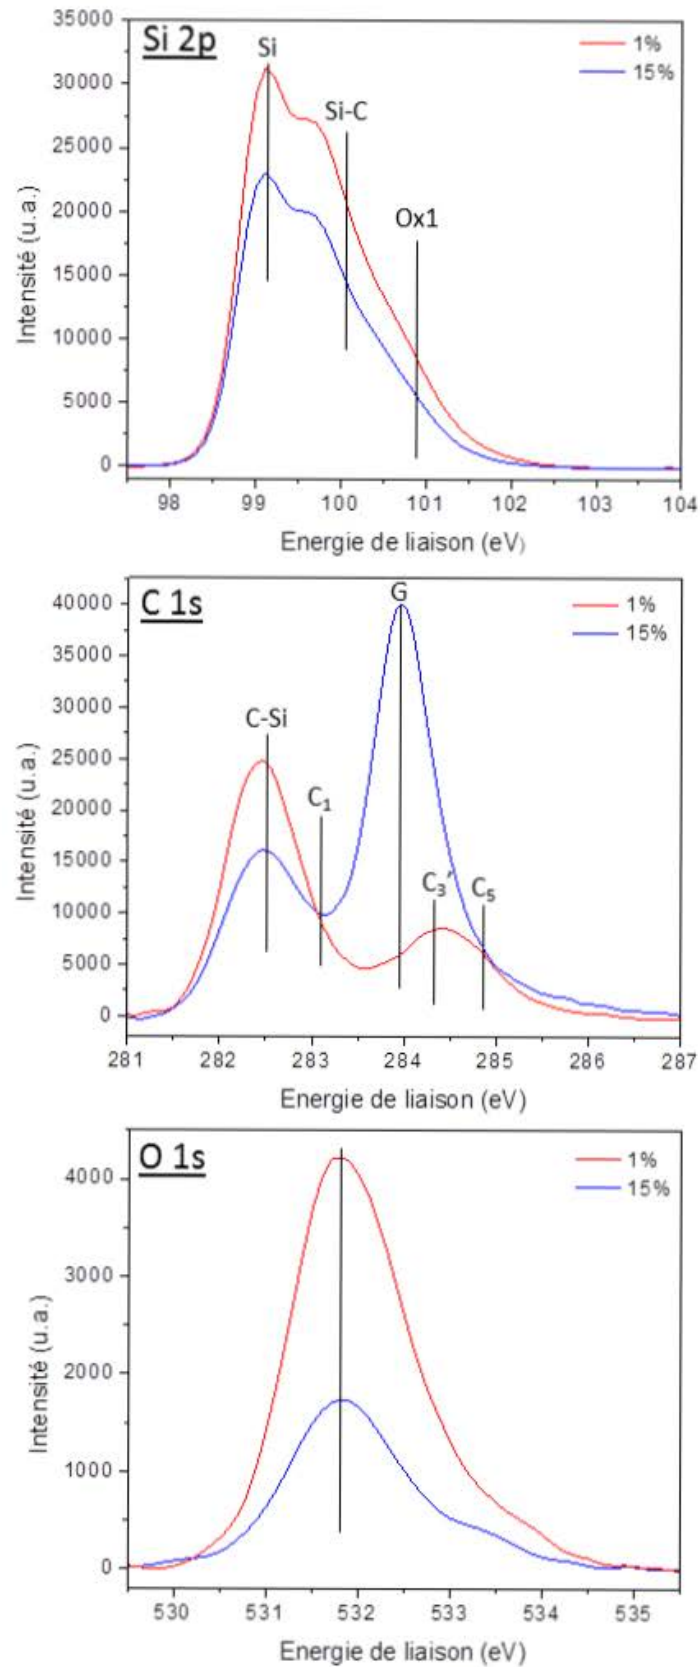 Si 2p
Si
Si-C
Ox1
1%
15%
35000
30000
25000
20000
15000
10000
5000
0
Intensité (u.a.)
98 99 100 101 102 103 104
Energie de liaison (eV)
C 1s
C-Si
C₁
G
C₃′
C₅
1%
15%
40000
35000
30000
25000
20000
15000
10000
5000
0
Intensité (u.a.)
281 282 283 284 285 286 287
Energie de liaison (eV)
O 1s
1%
15%
4000
3000
2000
1000
0
Intensité (u.a.)
530 531 532 533 534 535
Energie de liaison (eV)